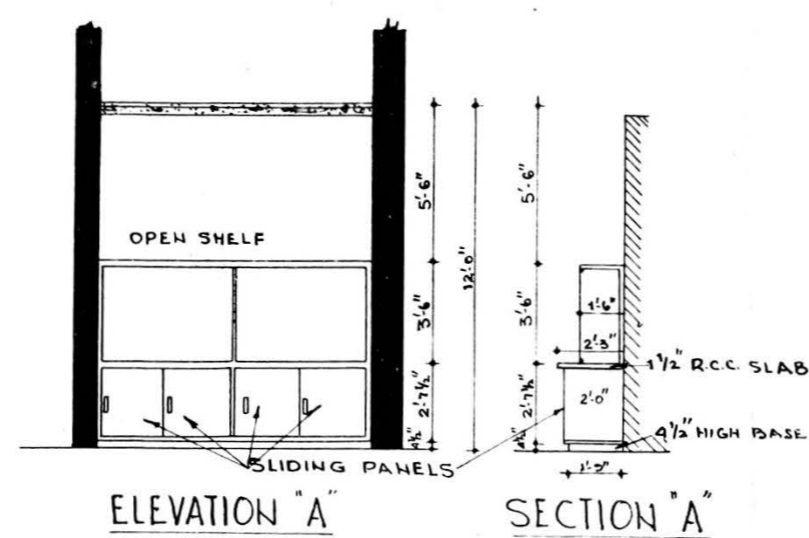 OPEN SHELF
5'-6"
3'-6"
2'-7½"
4½"
12'-0"
5'-6"
3'-6"
2'-7½"
4½"
1'-6"
2'-3"
1½" R.C.C. SLAB
2'-0"
4½" HIGH BASE
SLIDING PANELS
1'-9"
ELEVATION "A"
SECTION "A"